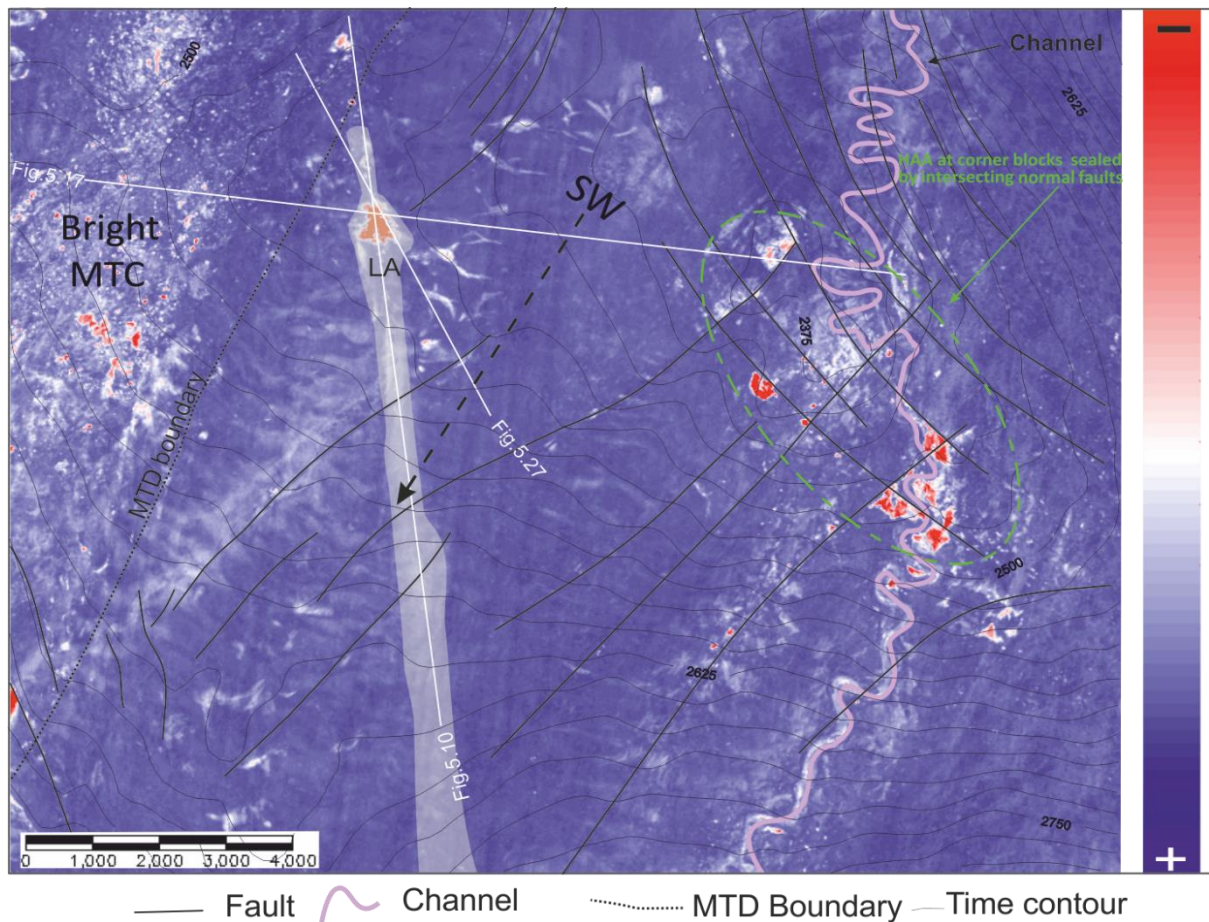 2500
Channel
2625
HAA at corner blocks sealed
by intersecting normal faults
Fig.5.17
SW
Bright
MTC
LA
2375
MTD boundary
Fig.5.27
2500
2625
Fig.5.10
2750
0 1,000 2,000 3,000 4,000
−
+
Fault
Channel
MTD Boundary
Time contour